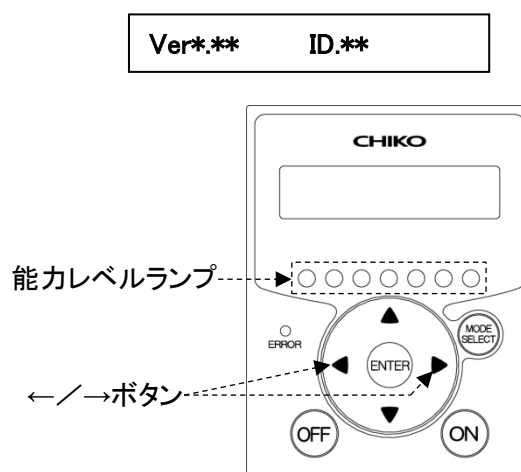 Ver*.** ID.**
CHIKO
能力レベルランプ
ERROR
MODE
SELECT
ENTER
←／→ボタン
OFF
ON